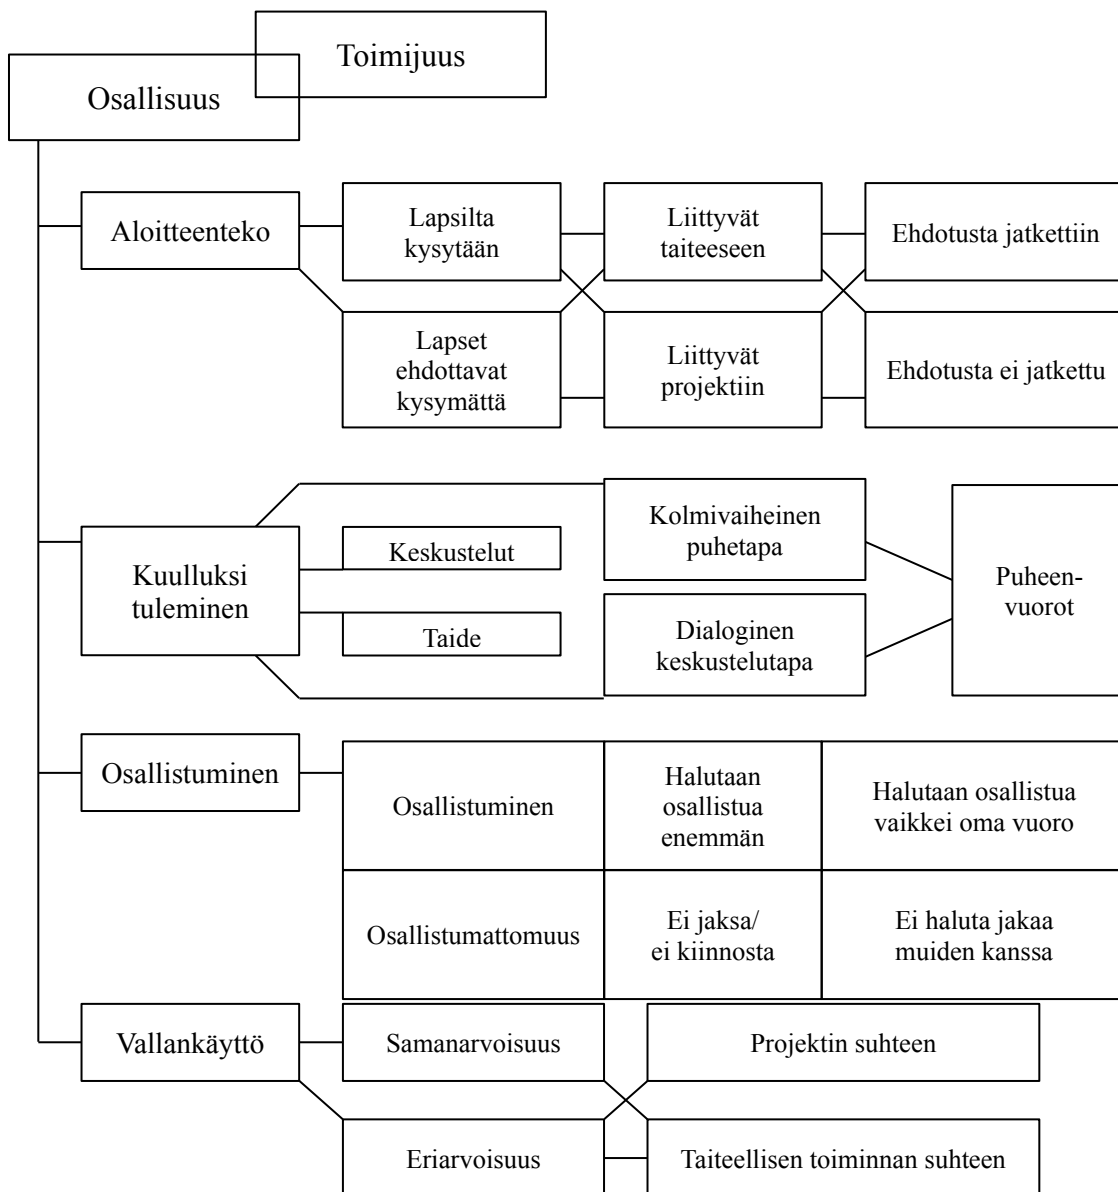 Toimijuus
Osallisuus
Aloitteenteko
Lapsilta
kysytään
Liittyvät
taiteeseen
Ehdotusta jatkettiin
Lapset
ehdottavat
kysymättä
Liittyvät
projektiin
Ehdotusta ei jatkettu
Kuulluksi
tuleminen
Keskustelut
Taide
Kolmivaiheinen
puhetapa
Dialoginen
keskustelutapa
Puheen-
vuorot
Osallistuminen
Osallistuminen
Halutaan
osallistua
enemmän
Halutaan osallistua
vaikkei oma vuoro
Osallistumattomuus
Ei jaksa/
ei kiinnosta
Ei haluta jakaa
muiden kanssa
Vallankäyttö
Samanarvoisuus
Projektin suhteen
Eriarvoisuus
Taiteellisen toiminnan suhteen